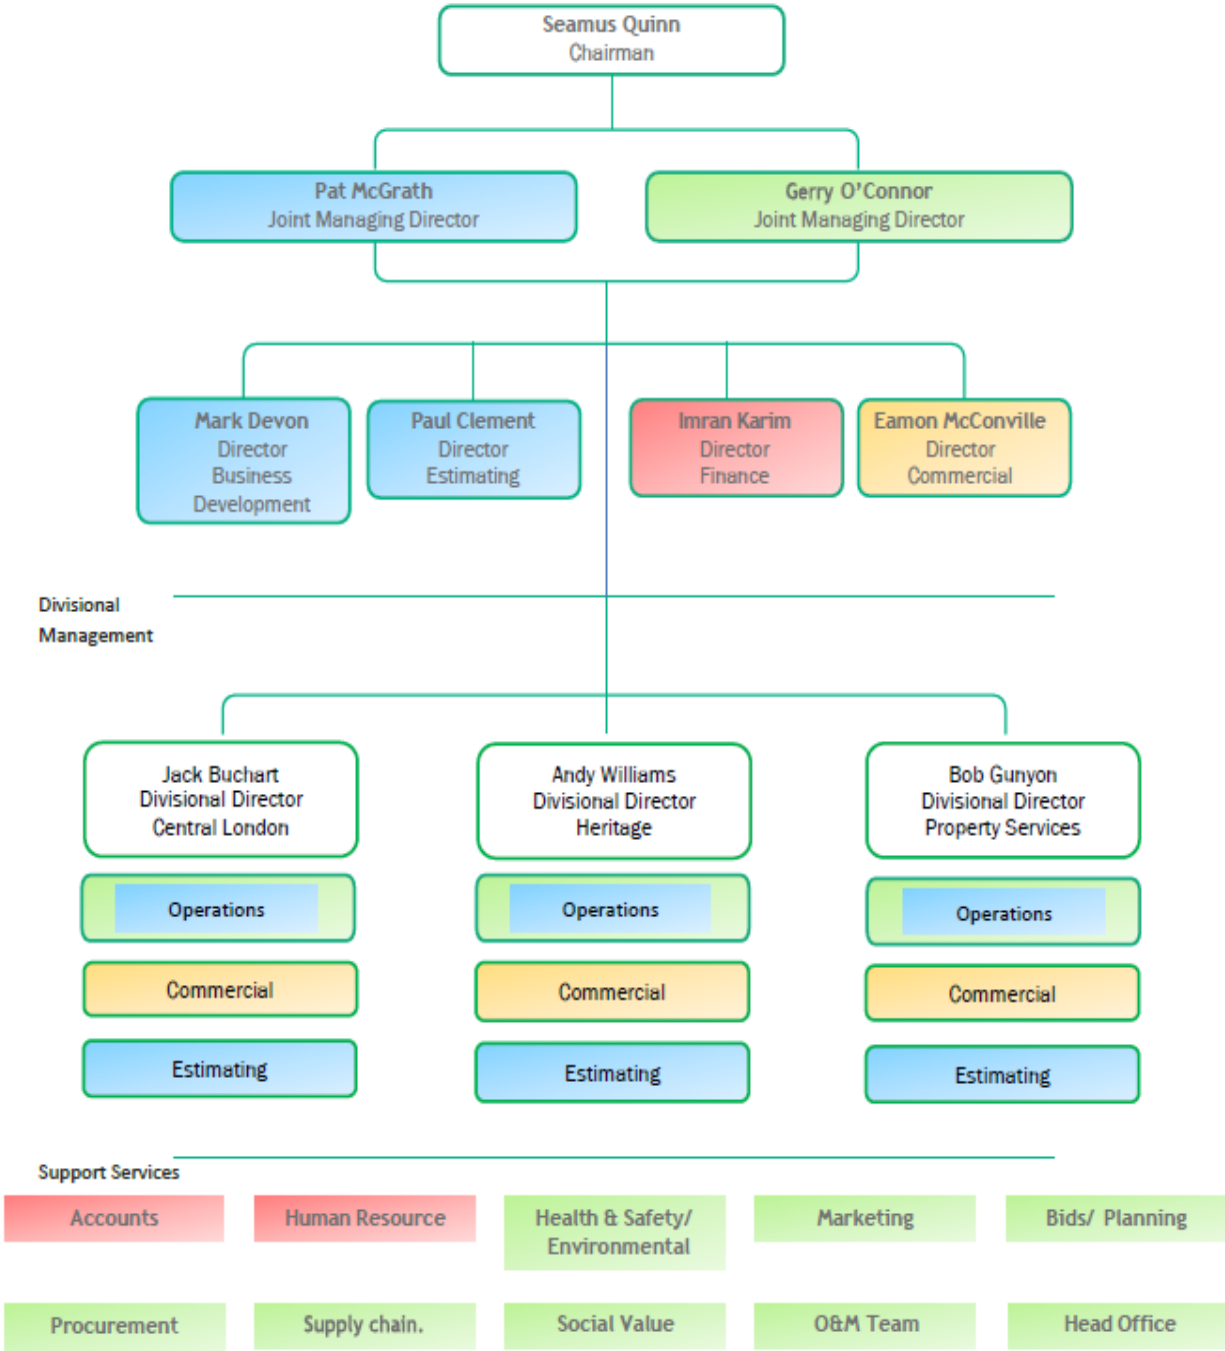 Seamus Quinn
Chairman
Pat McGrath
Joint Managing Director
Gerry O'Connor
Joint Managing Director
Mark Devon
Director
Business
Development
Paul Clement
Director
Estimating
Imran Karim
Director
Finance
Eamon McConville
Director
Commercial
Divisional
Management
Jack Buchart
Divisional Director
Central London
Andy Williams
Divisional Director
Heritage
Bob Gunyon
Divisional Director
Property Services
Operations
Operations
Operations
Commercial
Commercial
Commercial
Estimating
Estimating
Estimating
Support Services
Accounts
Human Resource
Health & Safety/
Environmental
Marketing
Bids/ Planning
Procurement
Supply chain.
Social Value
O&M Team
Head Office